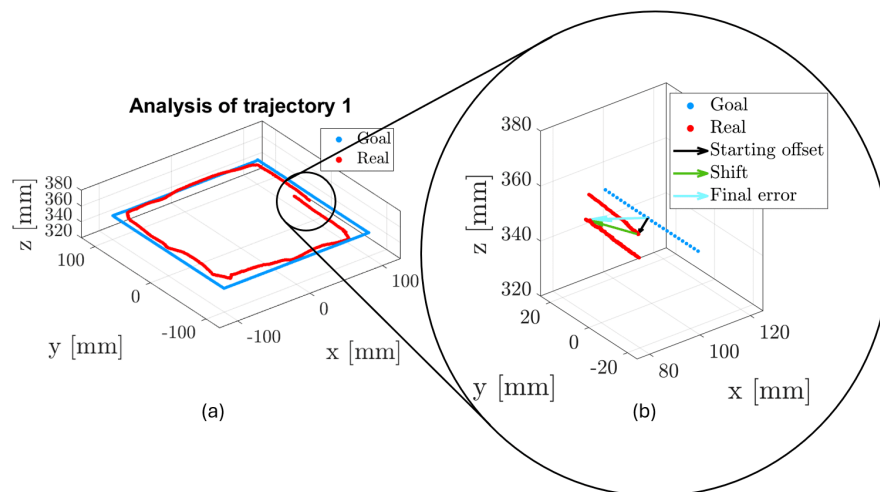 Analysis of trajectory 1
Goal
Real
380
360
340
320
z [mm]
100
0
-100
y [mm]
-100
0
100
x [mm]
(a)
Goal
Real
Starting offset
Shift
Final error
380
360
340
320
z [mm]
20
0
-20
y [mm]
80
100
120
x [mm]
(b)